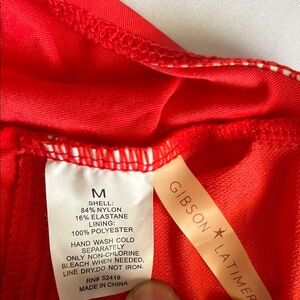 M
SHELL:
84% NYLON
16% ELASTANE
LINING:
100% POLYESTER
HAND WASH COLD
SEPARATELY
ONLY NON-CLORINE
BLEACH WHEN NEEDED,
LINE DRY.DO NOT IRON.
RN# 52419
MADE IN CHINA
GIBSON ★ LATIMER